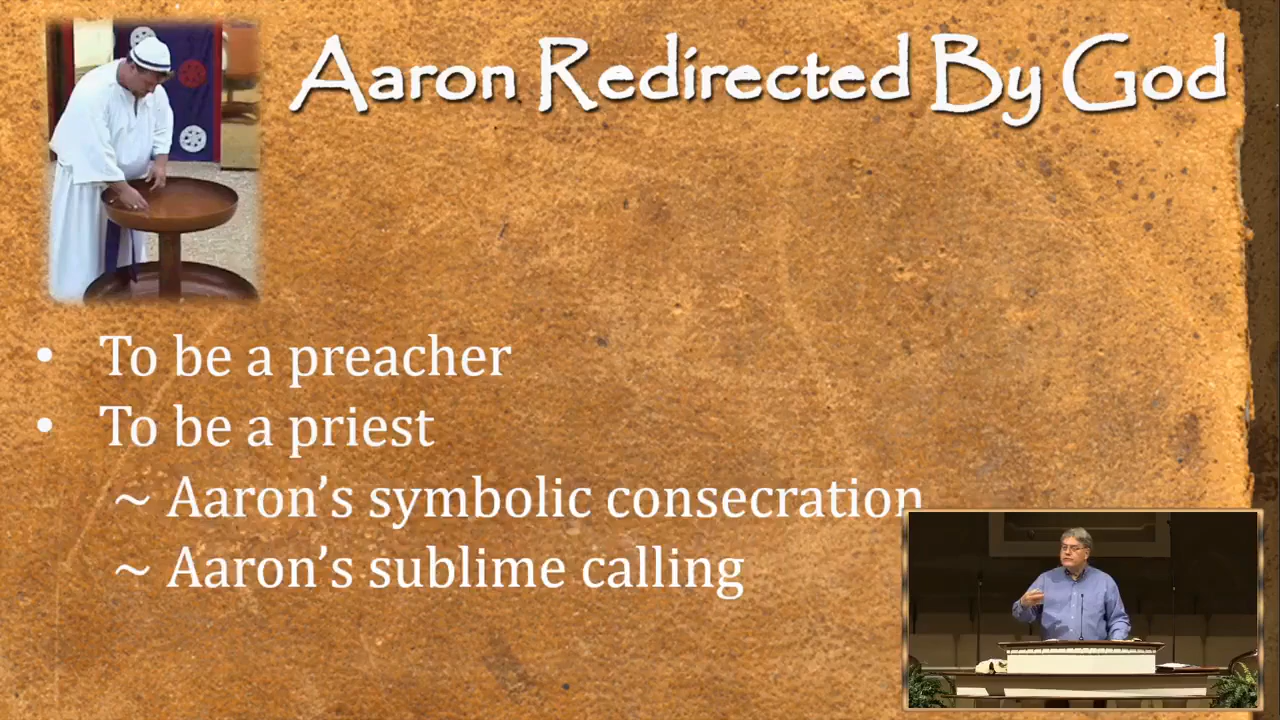 Aaron Redirected By God
• To be a preacher
• To be a priest
~ Aaron’s symbolic consecration
~ Aaron’s sublime calling